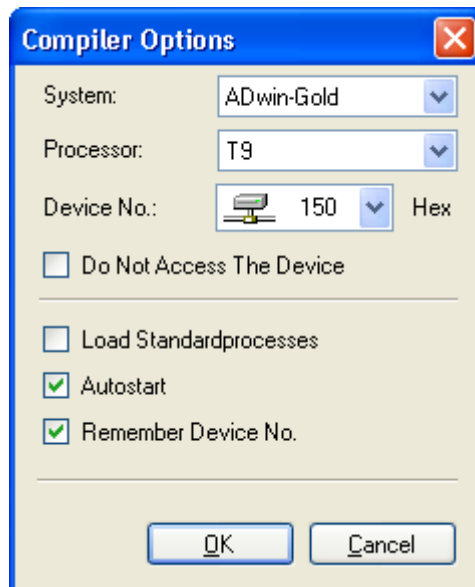 Compiler Options
System: ADwin-Gold
Processor: T9
Device No.: 150 Hex
Do Not Access The Device
Load Standardprocesses
Autostart
Remember Device No.
OK Cancel